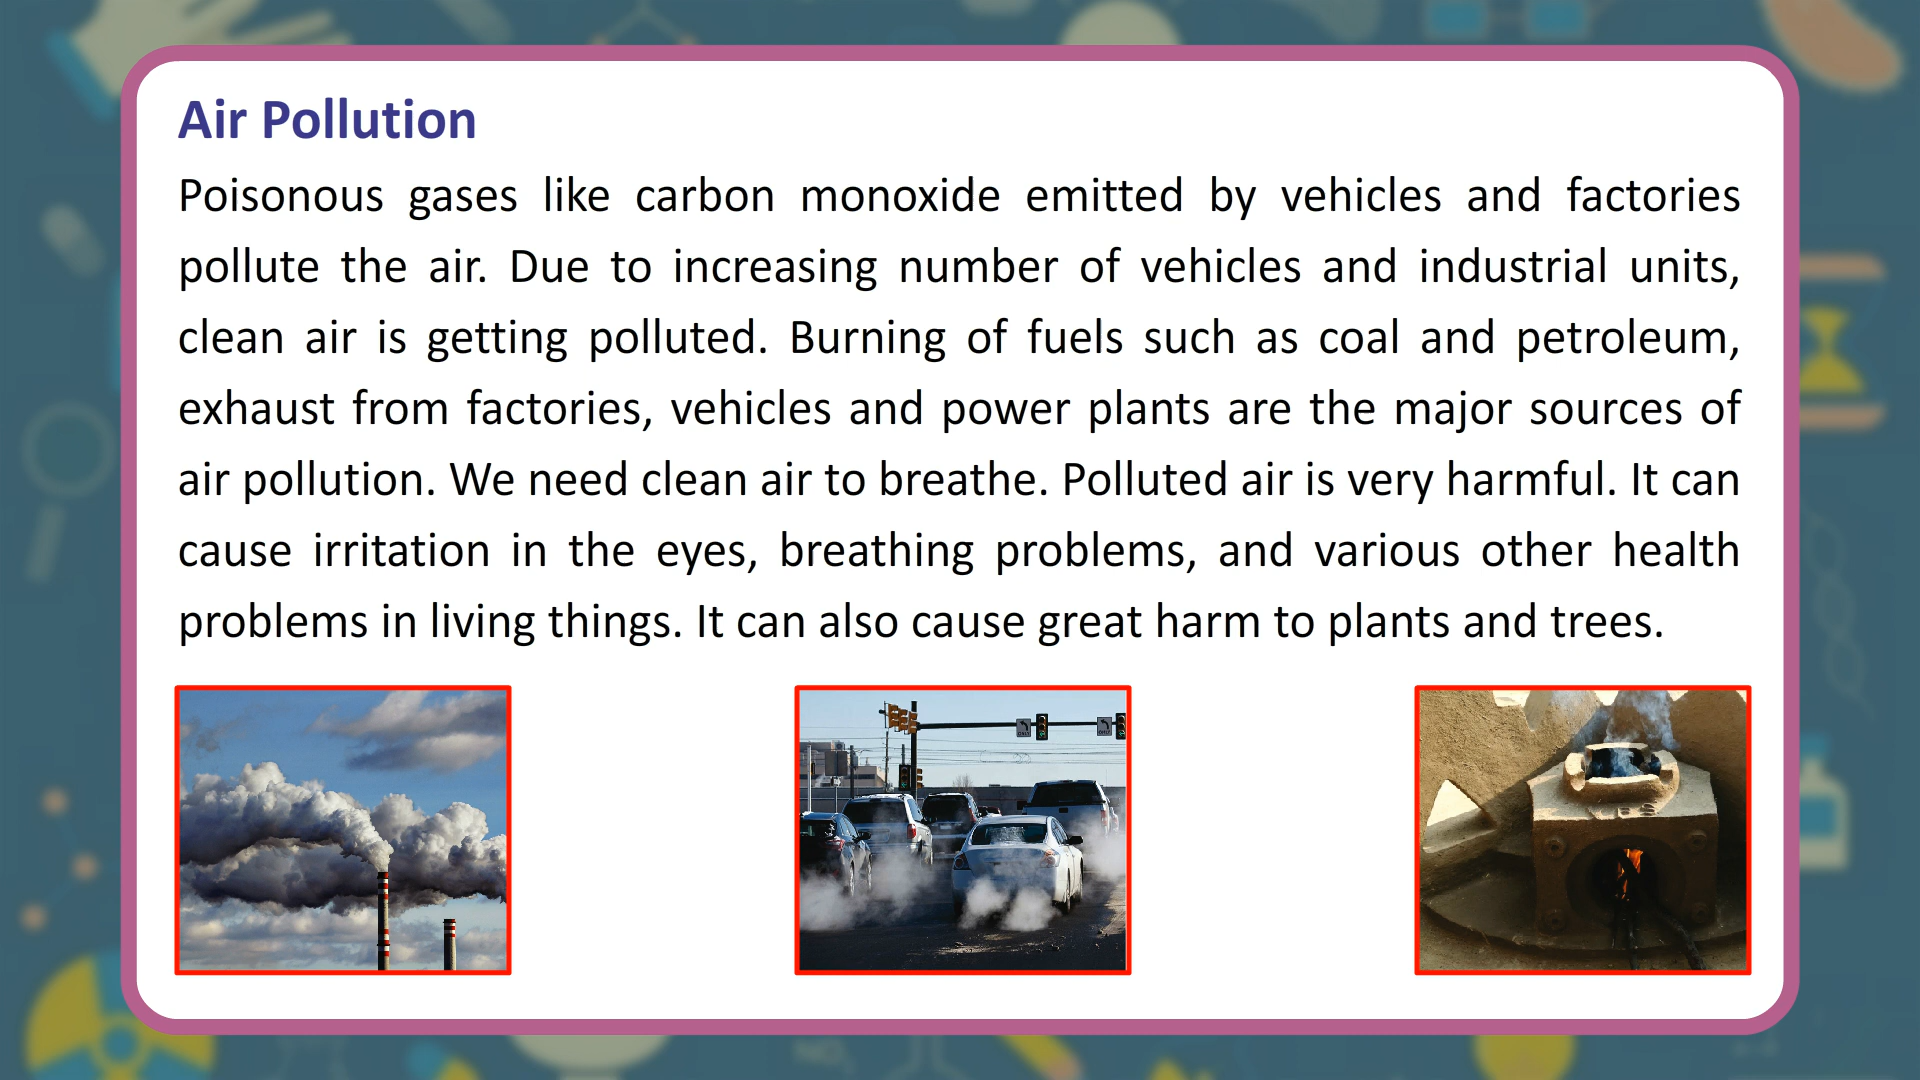 Air Pollution
Poisonous gases like carbon monoxide emitted by vehicles and factories
pollute the air. Due to increasing number of vehicles and industrial units,
clean air is getting polluted. Burning of fuels such as coal and petroleum,
exhaust from factories, vehicles and power plants are the major sources of
air pollution. We need clean air to breathe. Polluted air is very harmful. It can
cause irritation in the eyes, breathing problems, and various other health
problems in living things. It can also cause great harm to plants and trees.